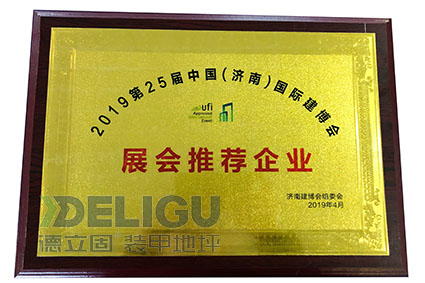 2019第25届中国(济南)国际建博会
ufi
Approved
International
Event
展会推荐企业
济南建博会组委会
2019年4月
DELIGU
德立固 装甲地坪